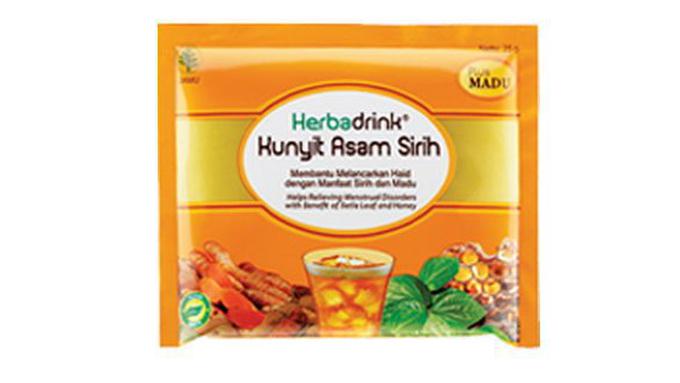 Plus
MADU
Herbadrink®
Kunyit Asam Sirih
Membantu Melancarkan Haid
dengan Manfaat Sirih dan Madu
Helps Relieving Menstrual Disorders
with Benefit of Betle Leaf and Honey